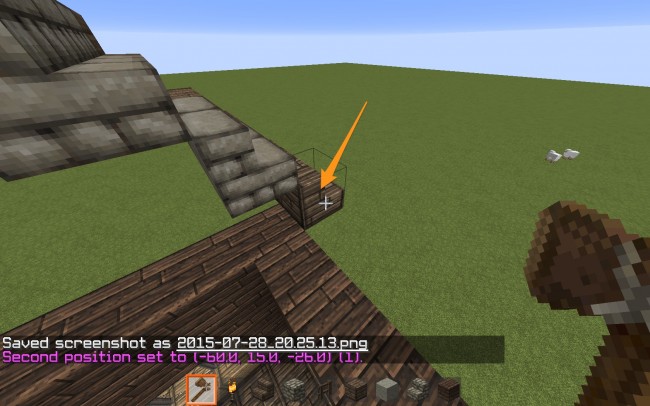 Saved screenshot as 2015-07-28_20.25.13.png
Second position set to (-60.0, 15.0, -26.0) (1).